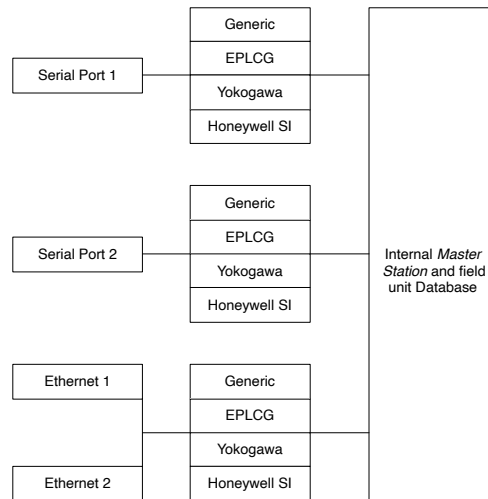 Generic
EPLCG
Serial Port 1
Yokogawa
Honeywell SI
Generic
EPLCG
Serial Port 2
Yokogawa
Honeywell SI
Internal Master
Station and field
unit Database
Ethernet 1
Generic
EPLCG
Yokogawa
Ethernet 2
Honeywell SI